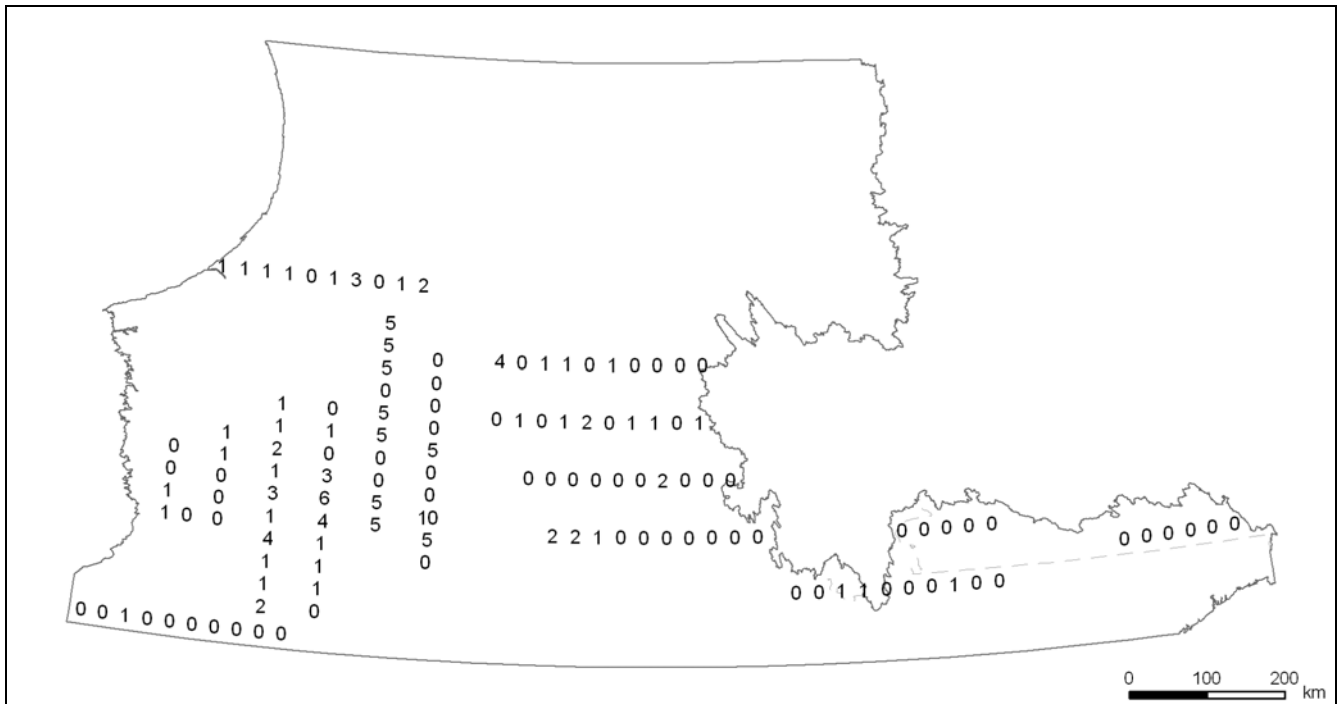 1 1 1 1 0 1 3 0 1 2
5 5 5 0 5 5 0 0 5 5
0 0 0 0 5 0 0 10 5 0
4 0 1 1 0 1 0 0 0 0
0 1 0 1 2 0 1 1 0 1
0 0 0 0 0 0 2 0 0 0
2 2 1 0 0 0 0 0 0 0
0 0 1 1 0
1 1 0 0 0
1 1 2 1 3 1 4 1 1 2
0 1 0 3 6 4 1 1 1 0
0 0 1 0 0 0 0 0 0 0
0 0 0 0 0
0 0 0 0 0 0
0 0 1 1 0 0 0 1 0 0
0 100 200
km